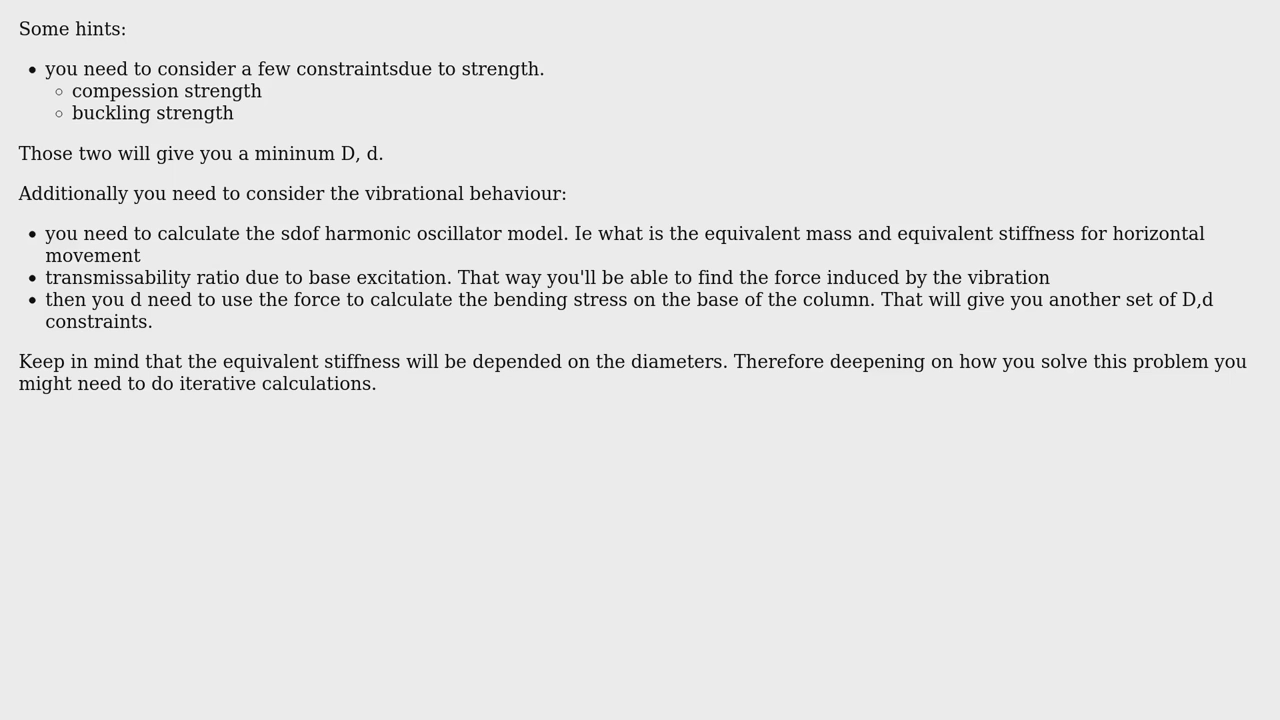 Some hints:
you need to consider a few constraintsdue to strength.
compession strength
buckling strength
Those two will give you a mininum D, d.
Additionally you need to consider the vibrational behaviour:
you need to calculate the sdof harmonic oscillator model. Ie what is the equivalent mass and equivalent stiffness for horizontal
movement
transmissability ratio due to base excitation. That way you'll be able to find the force induced by the vibration
then you d need to use the force to calculate the bending stress on the base of the column. That will give you another set of D,d
constraints.
Keep in mind that the equivalent stiffness will be depended on the diameters. Therefore deepening on how you solve this problem you
might need to do iterative calculations.